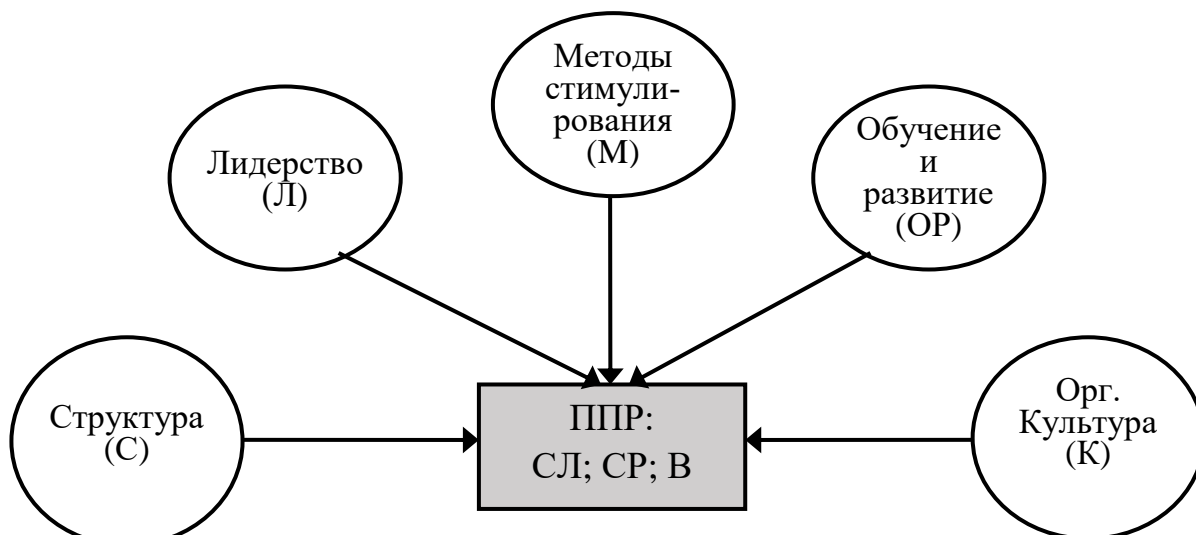 Методы
стимули-
рования
(М)
Обучение
и
развитие
(ОР)
Лидерство
(Л)
Структура
(С)
ППР:
СЛ; СР; В
Орг.
Культура
(К)